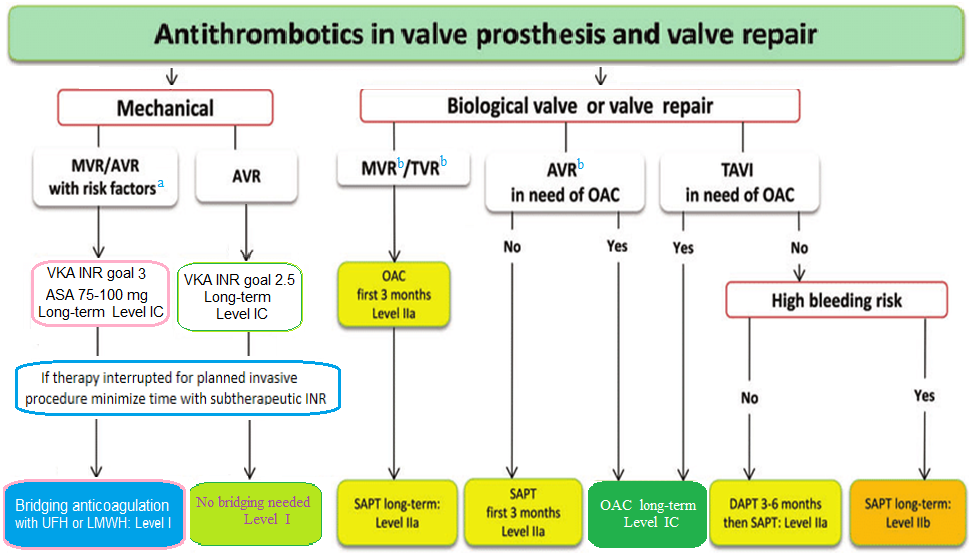 Antithrombotics in valve prosthesis and valve repair
Mechanical
Biological valve or valve repair
MVR/AVR
with risk factorsᵃ
AVR
MVRᵇ/TVRᵇ
AVRᵇ
in need of OAC
TAVI
in need of OAC
No
Yes
Yes
No
VKA INR goal 3
ASA 75-100 mg
Long-term Level IC
VKA INR goal 2.5
Long-term
Level IC
OAC
first 3 months
Level IIa
High bleeding risk
If therapy interrupted for planned invasive
procedure minimize time with subtherapeutic INR
No
Yes
Bridging anticoagulation
with UFH or LMWH: Level I
No bridging needed
Level I
SAPT long-term:
Level IIa
SAPT
first 3 months
Level IIa
OAC long-term
Level IC
DAPT 3-6 months
then SAPT: Level IIa
SAPT long-term:
Level IIb